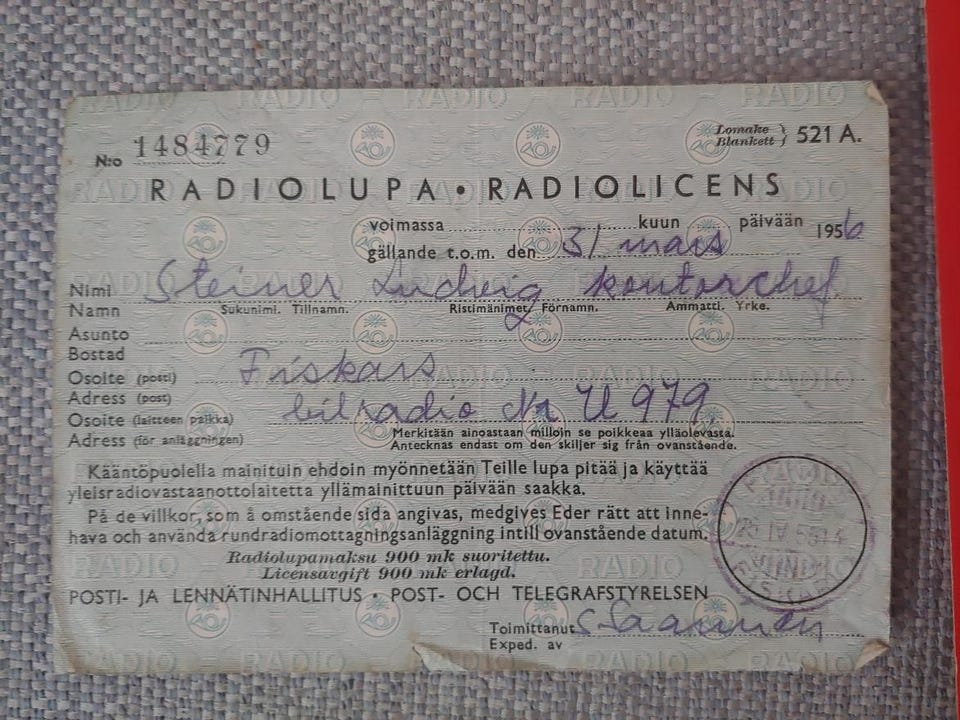 N:o 1484779
Lomake
Blankett } 521 A.
RADIOLUPA • RADIOLICENS
voimassa kuun päivään 1956
gällande t.o.m. den 31 mars
Nimi Steiner Ludvig kontorchef
Namn Sukunimi. Tillnamn. Ristimänimet. Förnamn. Ammatti. Yrke.
Asunto
Bostad
Osoite (posti) Fiskars
Adress (post)
Osoite (laitteen paikka) bilradio Nr U 979
Adress (för anläggningen) Merkitään ainoastaan milloin se poikkeaa ylläolevasta.
Antecknas endast om den skiljer sig från ovanstående.
Kääntöpuolella mainituin ehdoin myönnetään Teille lupa pitää ja käyttää
yleisradiovastaanottolaitetta yllämainittuun päivään saakka.
På de villkor, som å omstående sida angivas, medgives Eder rätt att inne-
hava och använda rundradiomottagningsanläggning intill ovanstående datum.
Radiolupamaksu 900 mk suoritettu.
Licensavgift 900 mk erlagd.
POSTI- JA LENNÄTINHALLITUS • POST- OCH TELEGRAFSTYRELSEN
Toimittanut
Exped. av